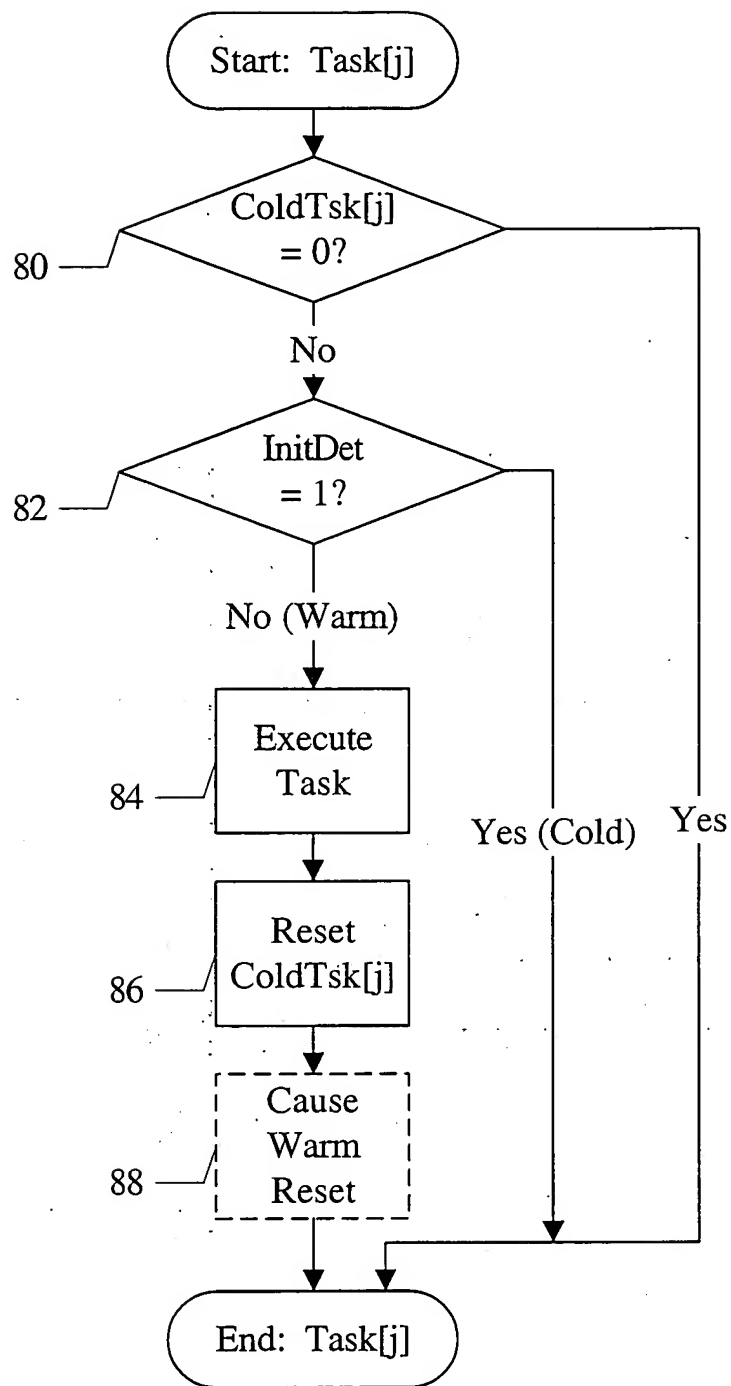 Start: Task[j]
ColdTsk[j]
= 0?
80
No
InitDet
= 1?
82
No (Warm)
Execute
Task
84
Yes (Cold)
Yes
Reset
ColdTsk[j]
86
Cause
Warm
Reset
88
End: Task[j]